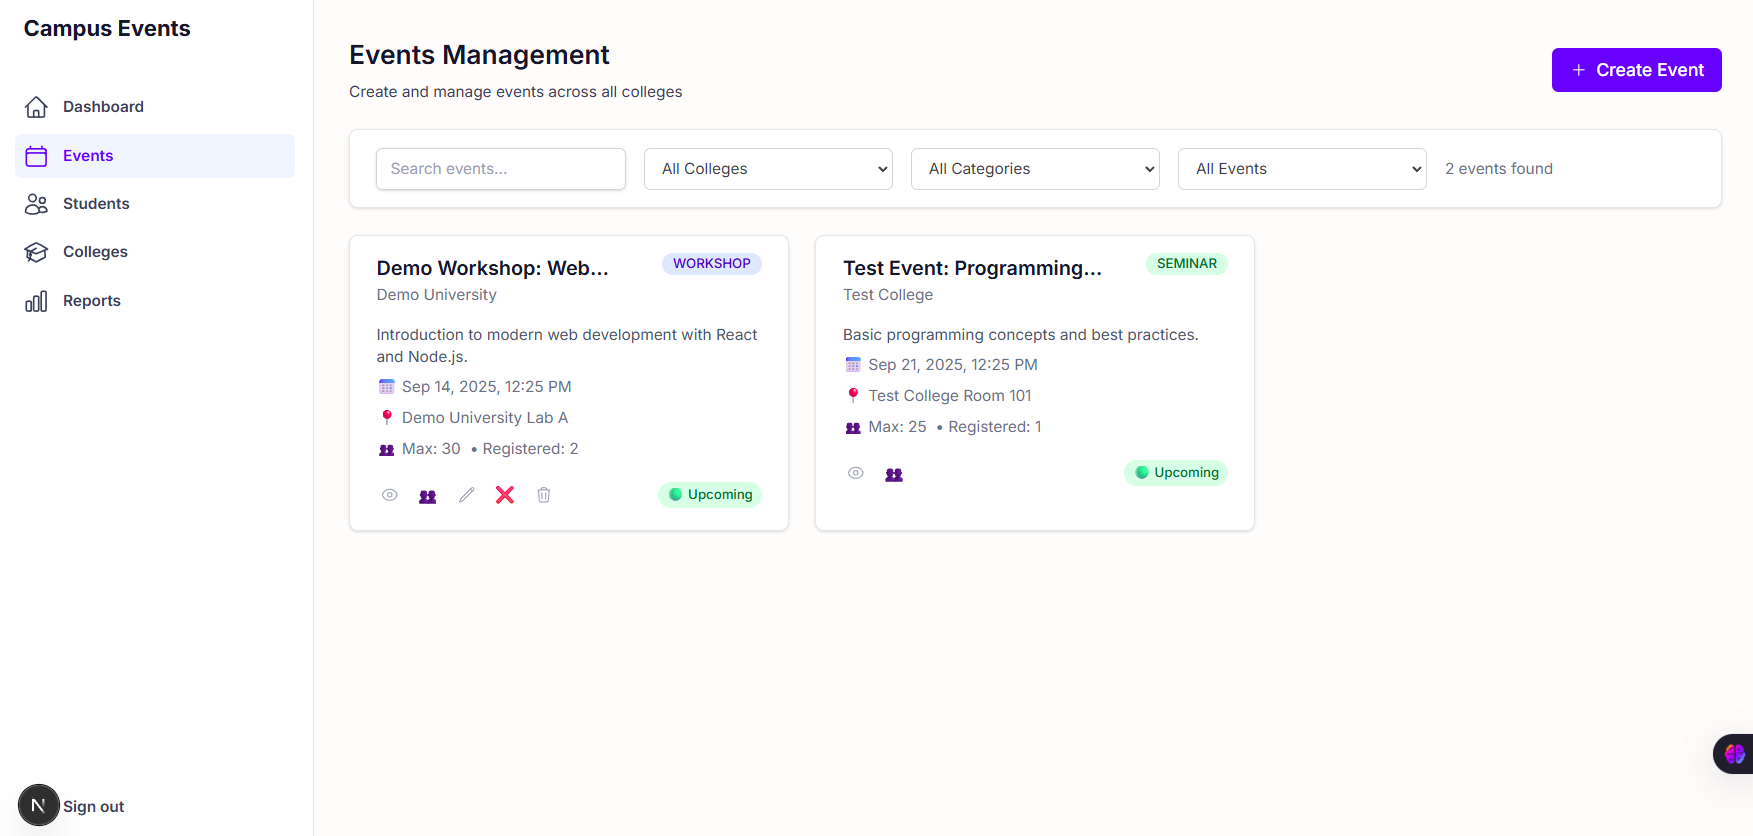 Campus Events
Dashboard
Events
Students
Colleges
Reports
N Sign out
Events Management
Create and manage events across all colleges
+ Create Event
Search events...
All Colleges
All Categories
All Events
2 events found
Demo Workshop: Web...
WORKSHOP
Demo University
Introduction to modern web development with React
and Node.js.
Sep 14, 2025, 12:25 PM
Demo University Lab A
Max: 30 • Registered: 2
Upcoming
Test Event: Programming...
SEMINAR
Test College
Basic programming concepts and best practices.
Sep 21, 2025, 12:25 PM
Test College Room 101
Max: 25 • Registered: 1
Upcoming